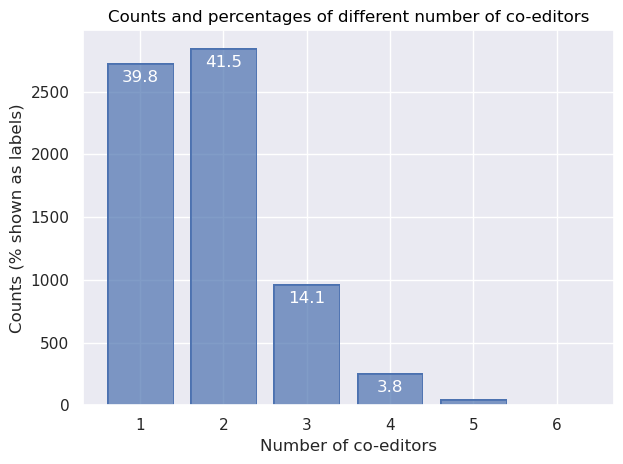 Counts and percentages of different number of co-editors
Counts (% shown as labels)
2500
2000
1500
1000
500
0
39.8
41.5
14.1
3.8
1 2 3 4 5 6
Number of co-editors